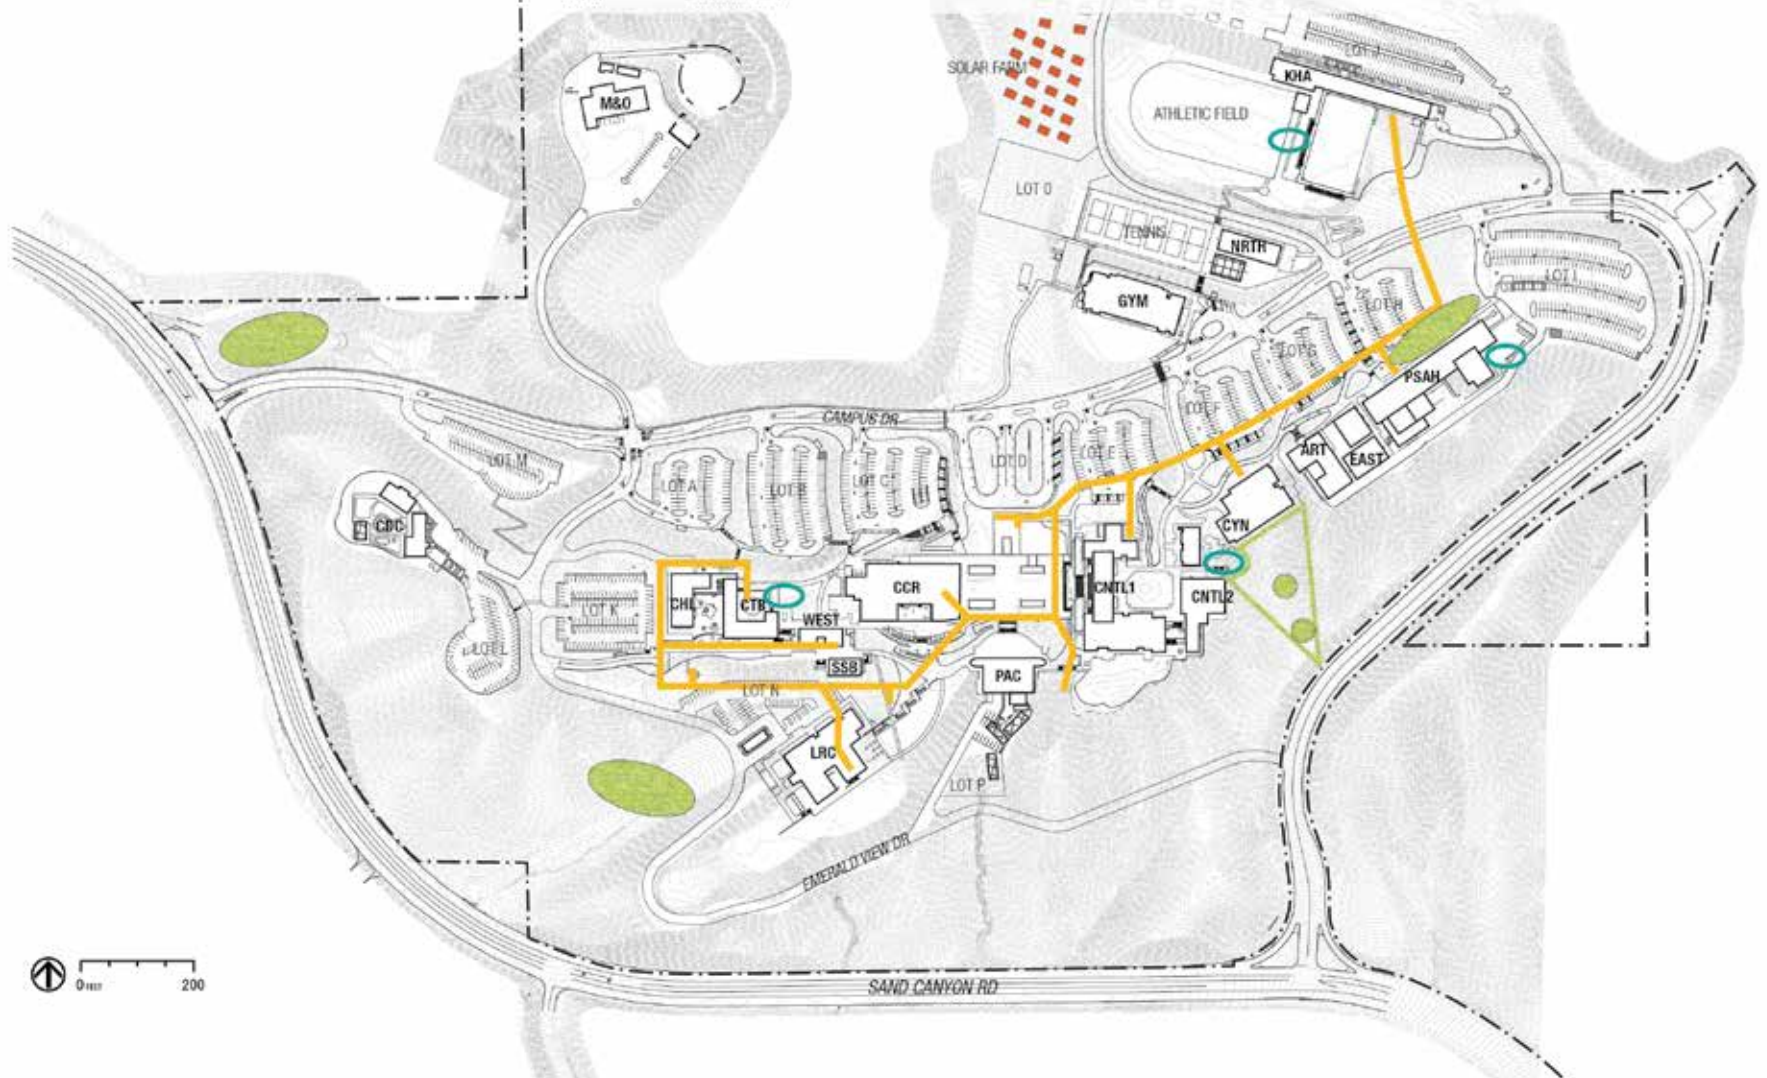 LOT J
KHA
SOLAR FARM
M&O
ATHLETIC FIELD
LOT O
TENNIS
NRTR
LOT I
GYM
LOT H
LOT G
PSAH
LOT F
CAMPUS DR
LOT M
LOT D
LOT E
ART
EAST
LOT A
LOT B
LOT C
CDC
CYN
CCR
CNTL1
CNTL2
LOT K
CHL
CTB
WEST
LOT L
SSB
PAC
LOT N
LRC
LOT P
EMERALD VIEW DR
0 FEET 200
SAND CANYON RD